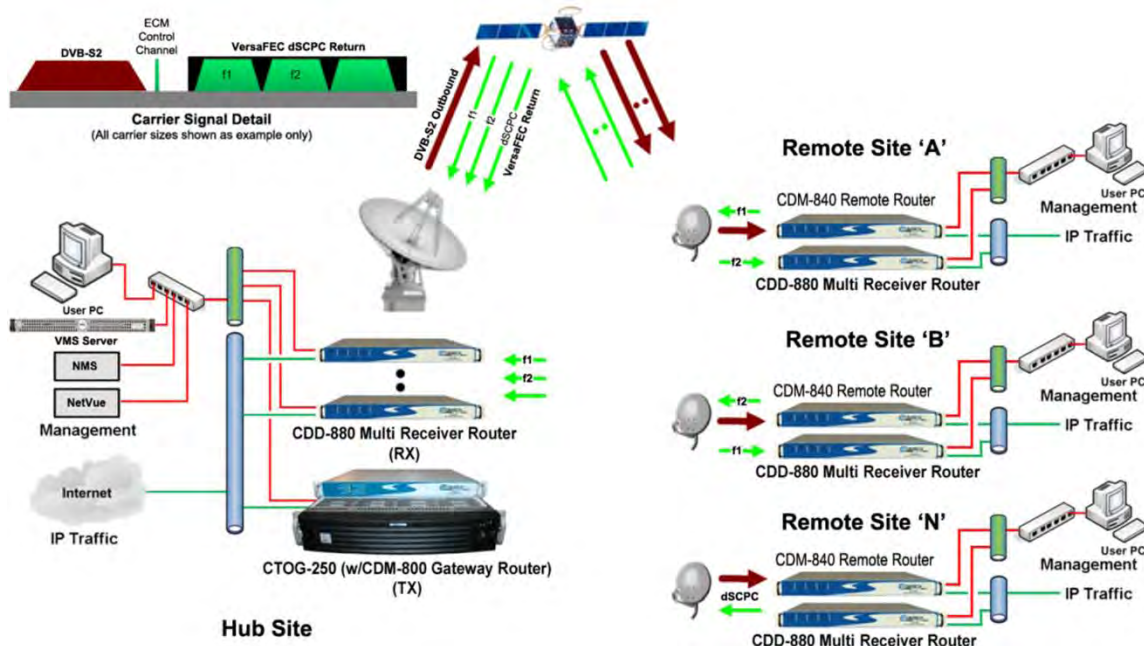 ECM
Control
Channel
DVB-S2
VersaFEC dSCPC Return
f1
f2
Carrier Signal Detail
(All carrier sizes shown as example only)
DVB-S2 Outbound
f1
f2
dSCPC
VersaFEC Return
User PC
VMS Server
NMS
NetVue
Management
Internet
IP Traffic
f1
f2
CDD-880 Multi Receiver Router
(RX)
CTOG-250 (w/CDM-800 Gateway Router)
(TX)
Hub Site
Remote Site ‘A’
CDM-840 Remote Router
User PC
Management
f1
IP Traffic
f2
CDD-880 Multi Receiver Router
Remote Site ‘B’
CDM-840 Remote Router
User PC
Management
f2
IP Traffic
f1
CDD-880 Multi Receiver Router
Remote Site ‘N’
CDM-840 Remote Router
User PC
Management
dSCPC
IP Traffic
CDD-880 Multi Receiver Router